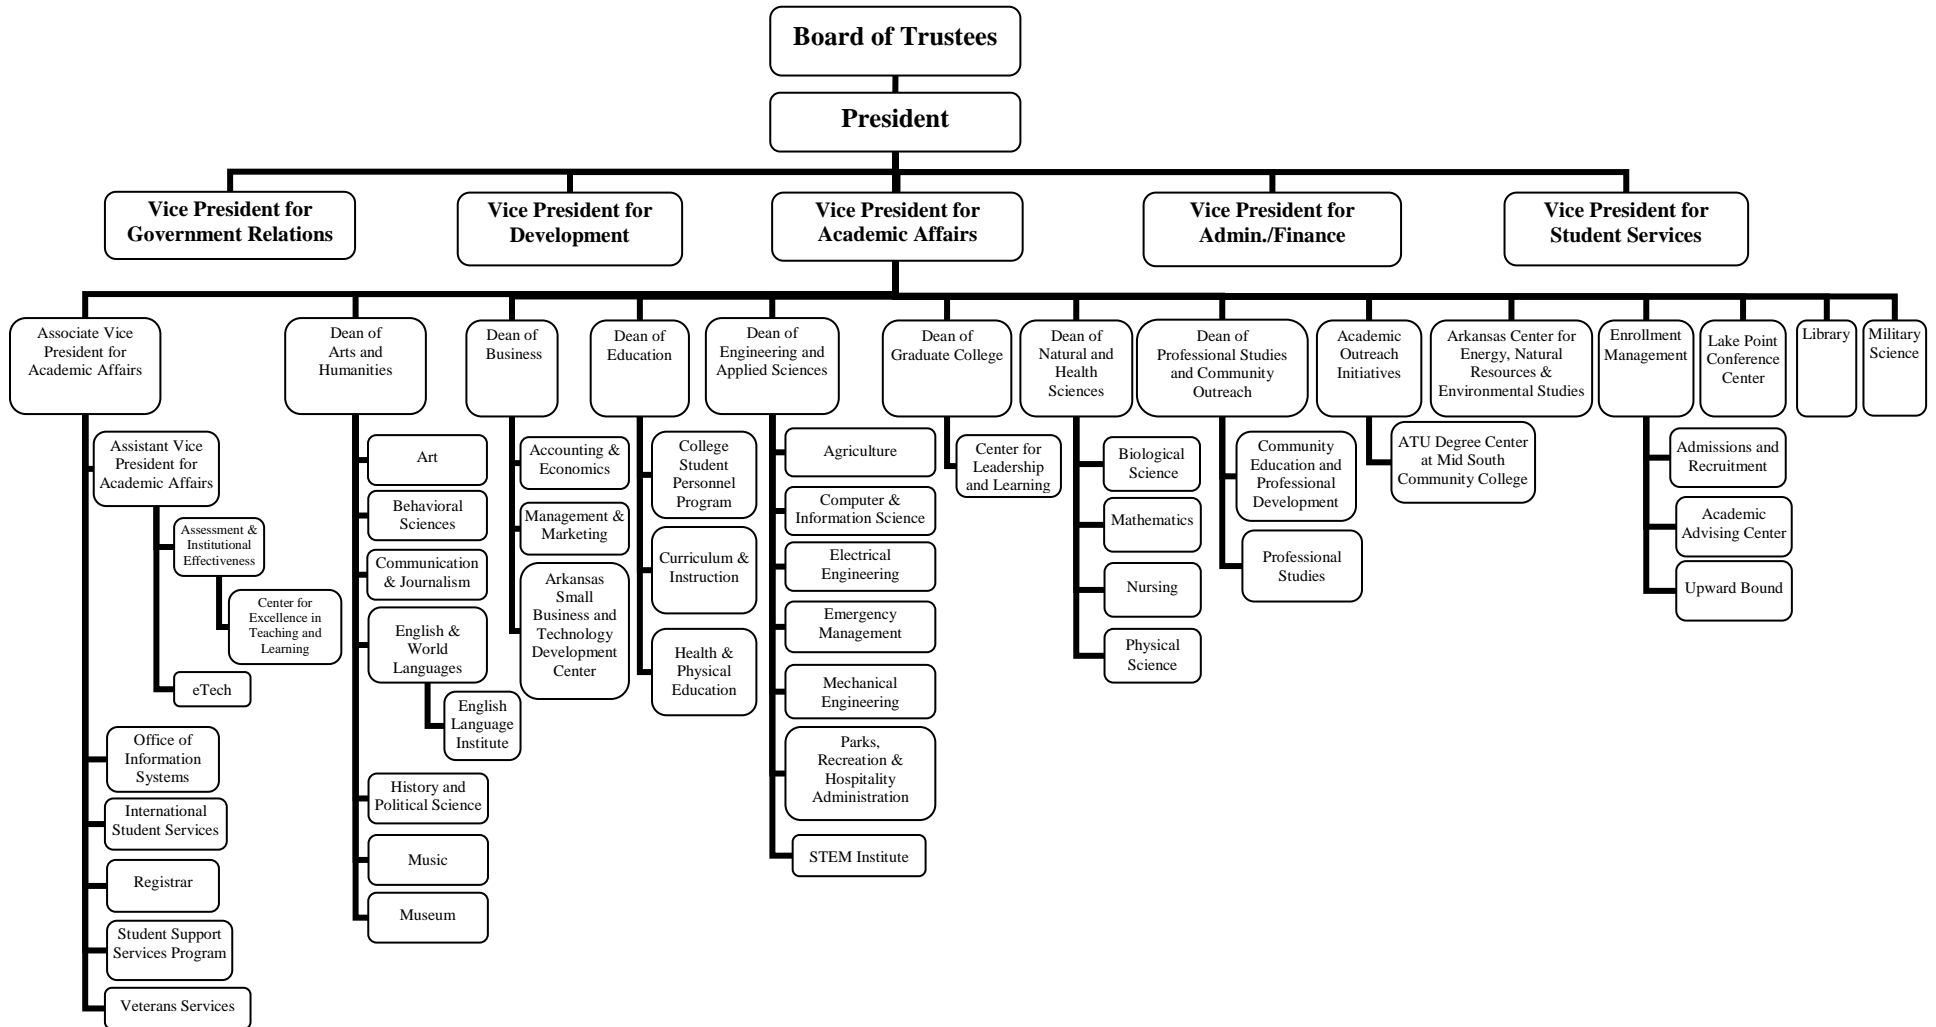 Board of Trustees
President
Vice President for
Government Relations
Vice President for
Development
Vice President for
Academic Affairs
Vice President for
Admin./Finance
Vice President for
Student Services
Associate Vice
President for
Academic Affairs
Dean of
Arts and
Humanities
Dean of
Business
Dean of
Education
Dean of
Engineering and
Applied Sciences
Dean of
Graduate College
Dean of
Natural and
Health
Sciences
Dean of
Professional Studies
and Community
Outreach
Academic
Outreach
Initiatives
Arkansas Center for
Energy, Natural
Resources &
Environmental Studies
Enrollment
Management
Lake Point
Conference
Center
Library
Military
Science
Assistant Vice
President for
Academic Affairs
Assessment &
Institutional
Effectiveness
Center for
Excellence in
Teaching and
Learning
eTech
Office of
Information
Systems
International
Student Services
Registrar
Student Support
Services Program
Veterans Services
Art
Behavioral
Sciences
Communication
& Journalism
English &
World
Languages
English
Language
Institute
History and
Political Science
Music
Museum
Accounting &
Economics
Management &
Marketing
Arkansas
Small
Business and
Technology
Development
Center
College
Student
Personnel
Program
Curriculum &
Instruction
Health &
Physical
Education
Agriculture
Computer &
Information Science
Electrical
Engineering
Emergency
Management
Mechanical
Engineering
Parks,
Recreation &
Hospitality
Administration
STEM Institute
Center for
Leadership
and Learning
Biological
Science
Mathematics
Nursing
Physical
Science
Community
Education and
Professional
Development
Professional
Studies
ATU Degree Center
at Mid South
Community College
Admissions and
Recruitment
Academic
Advising Center
Upward Bound